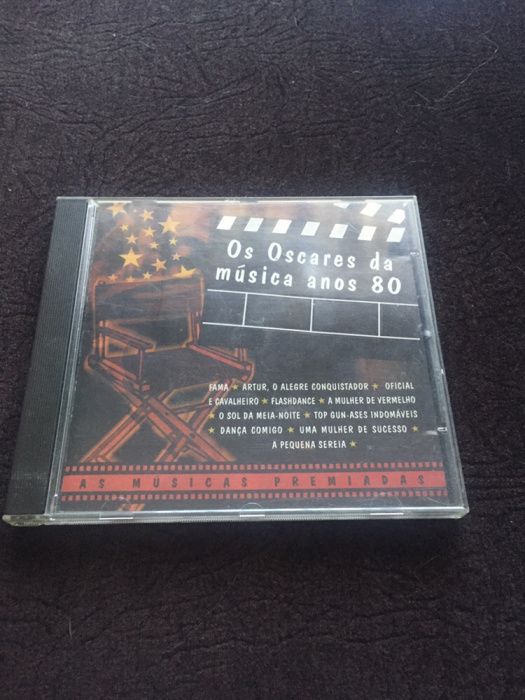 Os Oscares da
música anos 80
FAMA ★ ARTUR, O ALEGRE CONQUISTADOR ★ OFICIAL
E CAVALHEIRO ★ FLASHDANCE ★ A MULHER DE VERMELHO
★ O SOL DA MEIA-NOITE ★ TOP GUN-ASES INDOMÁVEIS
★ DANÇA COMIGO ★ UMA MULHER DE SUCESSO ★
A PEQUENA SEREIA ★
AS MÚSICAS PREMIADAS